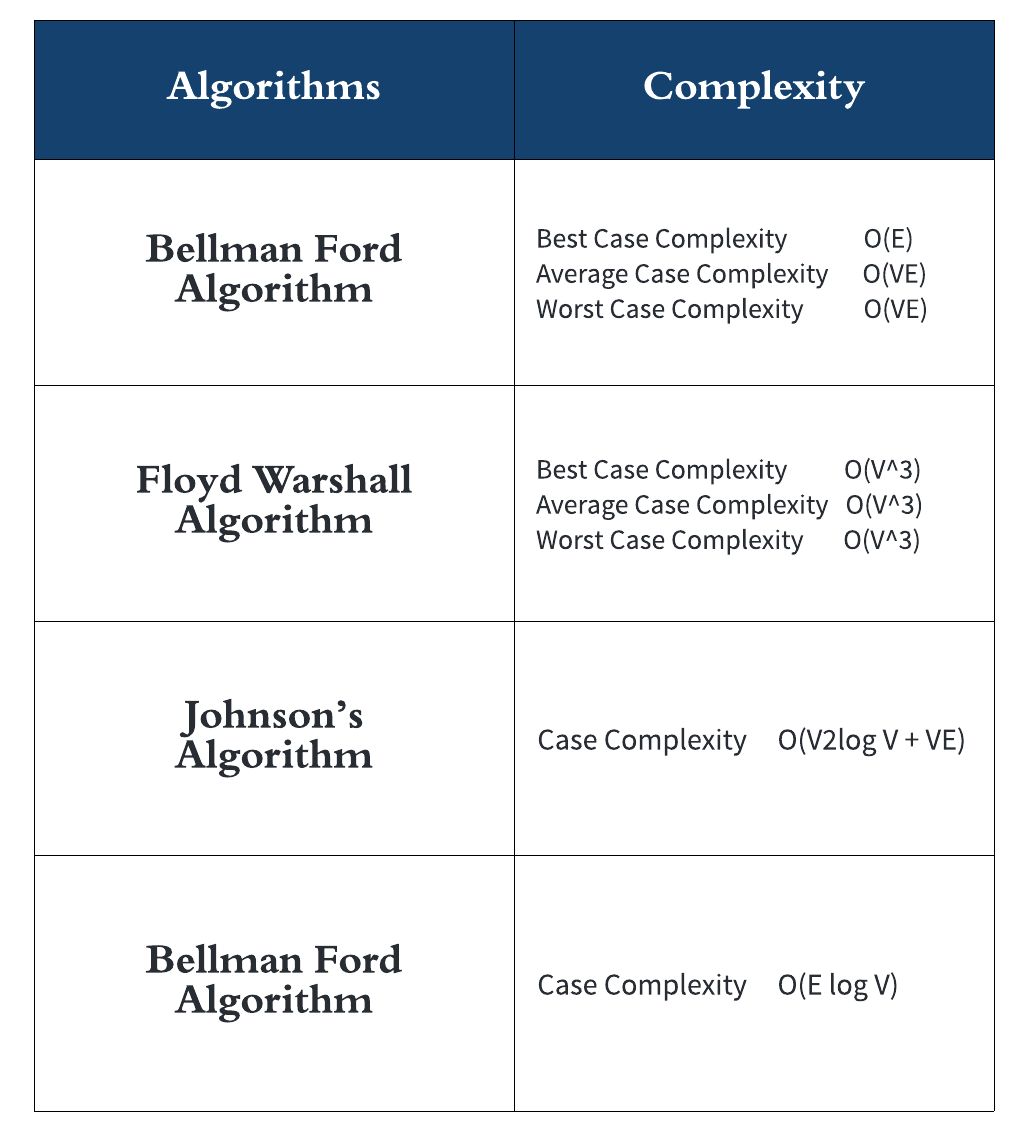 Algorithms
Complexity
Bellman Ford
Algorithm
Best Case Complexity O(E)
Average Case Complexity O(VE)
Worst Case Complexity O(VE)
Floyd Warshall
Algorithm
Best Case Complexity O(V^3)
Average Case Complexity O(V^3)
Worst Case Complexity O(V^3)
Johnson’s
Algorithm
Case Complexity O(V2log V + VE)
Bellman Ford
Algorithm
Case Complexity O(E log V)